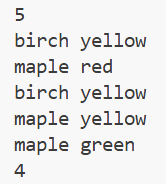 5
birch yellow
maple red
birch yellow
maple yellow
maple green
4